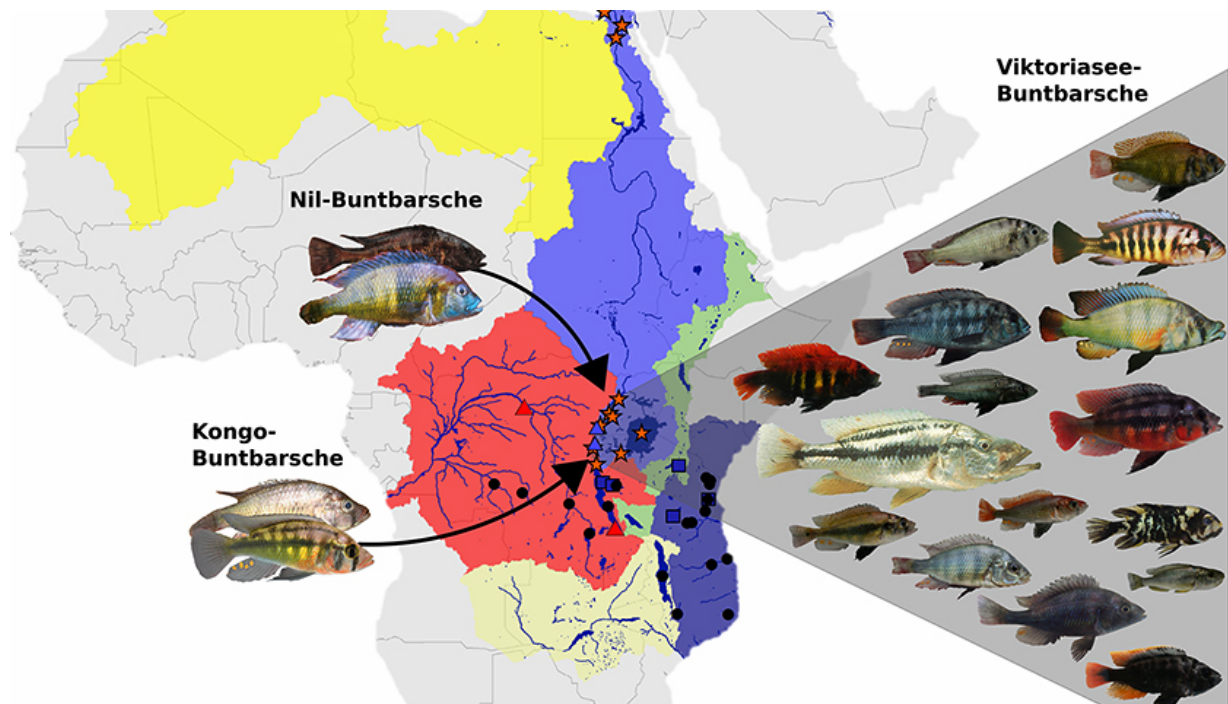 Viktoriasee-
Buntbarsche
Nil-Buntbarsche
Kongo-
Buntbarsche